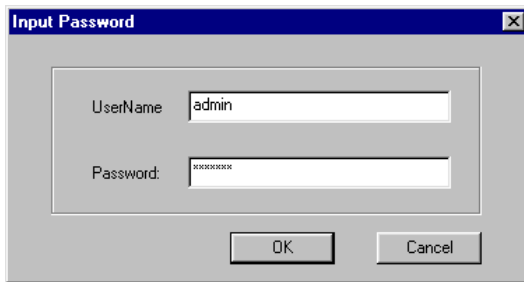 Input Password
UserName
admin
Password:
*******
OK
Cancel